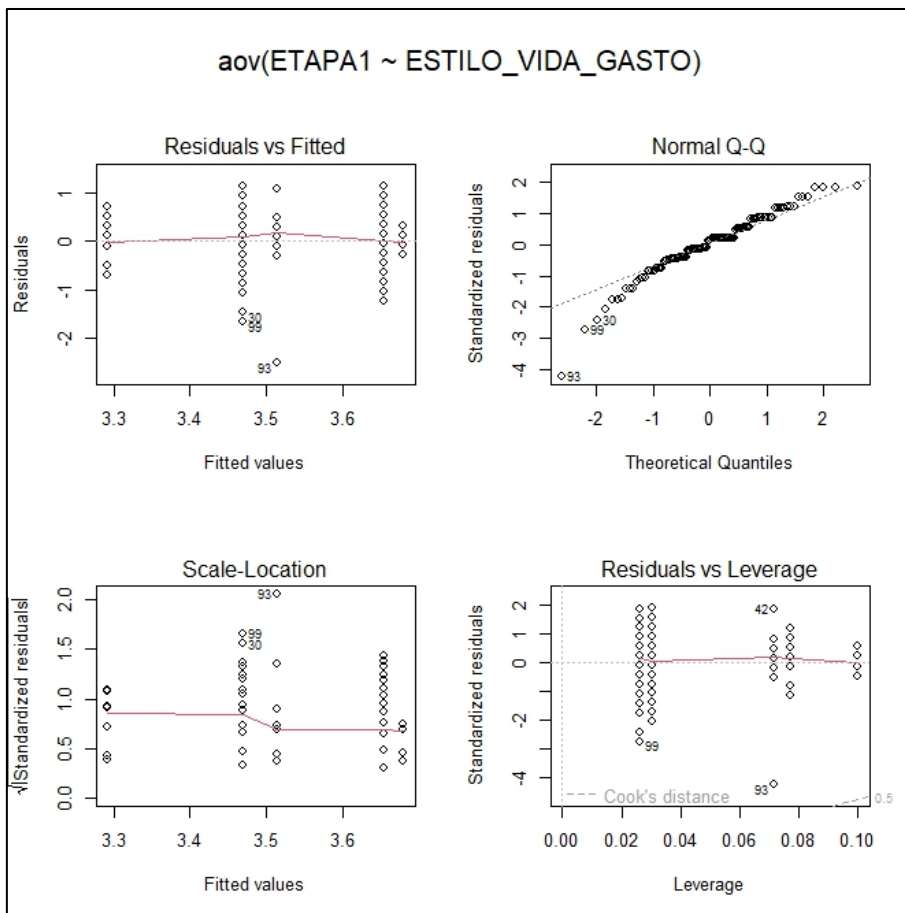 aov(ETAPA1 ~ ESTILO_VIDA_GASTO)
Residuals vs Fitted
Residuals
1
0
-1
-2
30
99
93
3.3 3.4 3.5 3.6
Fitted values
Normal Q-Q
Standardized residuals
2
1
0
-1
-2
-3
-4
30
99
93
-2 -1 0 1 2
Theoretical Quantiles
Scale-Location
√|Standardized residuals|
2.0
1.5
1.0
0.5
0.0
93
99
30
3.3 3.4 3.5 3.6
Fitted values
Residuals vs Leverage
Standardized residuals
2
0
-2
-4
42
99
93
Cook's distance
0.5
0.00 0.02 0.04 0.06 0.08 0.10
Leverage